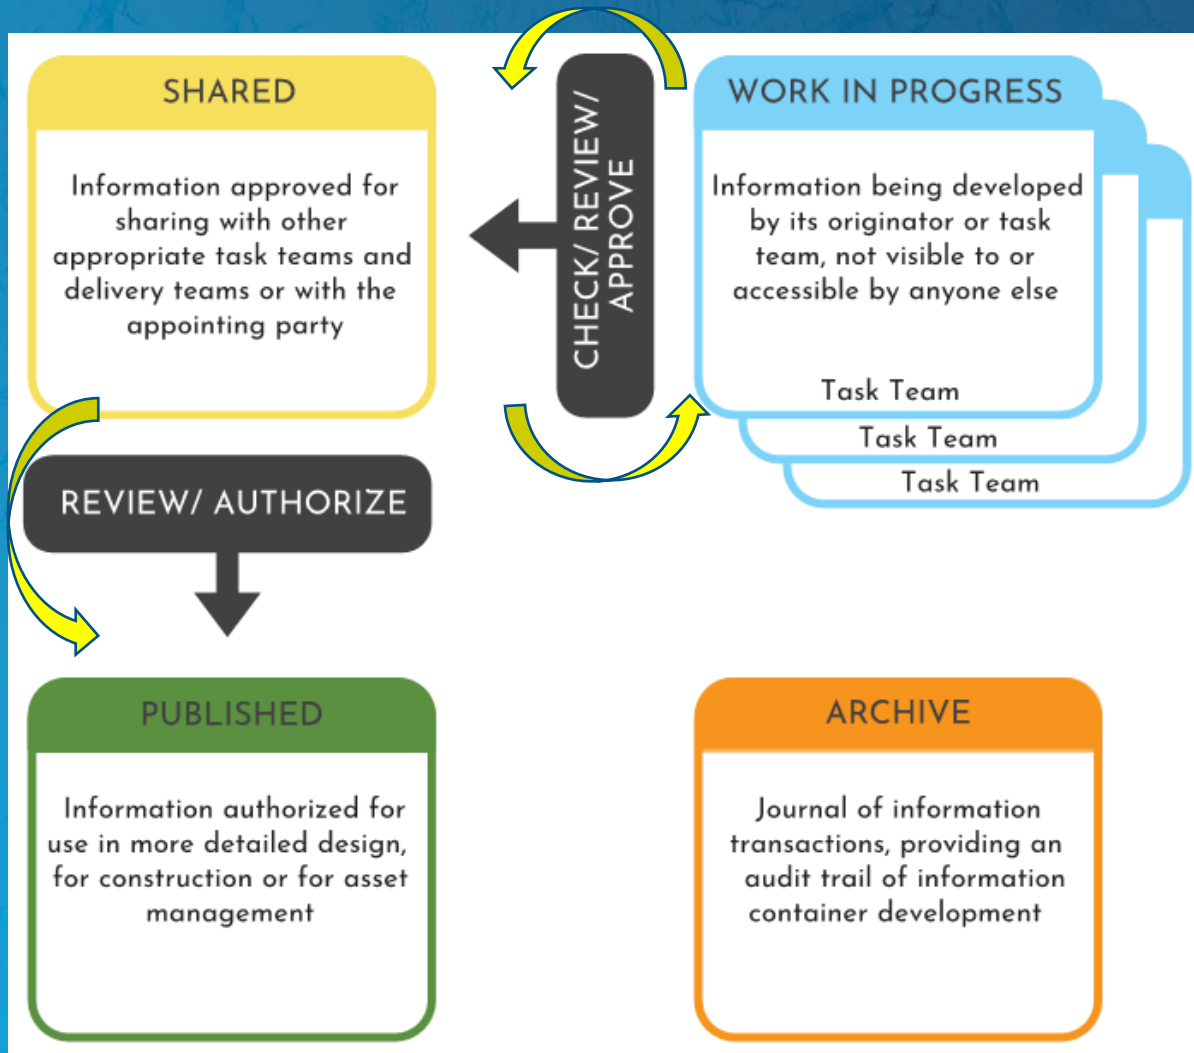 SHARED
Information approved for
sharing with other
appropriate task teams and
delivery teams or with the
appointing party
CHECK/ REVIEW/
APPROVE
WORK IN PROGRESS
Information being developed
by its originator or task
team, not visible to or
accessible by anyone else
Task Team
Task Team
Task Team
REVIEW/ AUTHORIZE
PUBLISHED
Information authorized for
use in more detailed design,
for construction or for asset
management
ARCHIVE
Journal of information
transactions, providing an
audit trail of information
container development